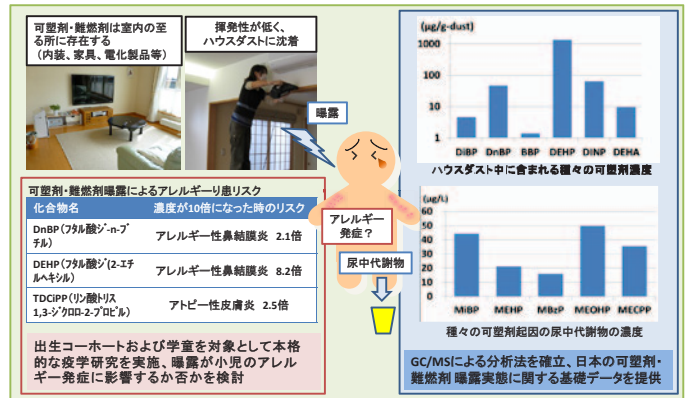 可塑剤・難燃剤は室内の至
る所に存在する
（内装、家具、電化製品等）
揮発性が低く、
ハウスダストに沈着
曝露
可塑剤・難燃剤曝露によるアレルギーり患リスク
化合物名 濃度が10倍になった時のリスク
DnBP（フタル酸ｼﾞ-n-ﾌﾞ
チル） アレルギー性鼻結膜炎 2.1倍
DEHP（フタル酸ｼﾞ(2-エチ
ルヘキシル） アレルギー性鼻結膜炎 8.2倍
TDCiPP（リン酸トリス
1,3-ｼﾞｸﾛﾛ-2-ﾌﾟﾛﾋﾟﾙ） アトピー性皮膚炎 2.5倍
出生コーホートおよび学童を対象として本格
的な疫学研究を実施、曝露が小児のアレル
ギー発症に影響するか否かを検討
アレルギー
発症？
尿中代謝物
(μg/g-dust)
1000
100
10
1
DiBP DnBP BBP DEHP DINP DEHA
ハウスダスト中に含まれる種々の可塑剤濃度
(μg/L)
60
50
40
30
20
10
0
MiBP MEHP MBzP MEOHP MECPP
種々の可塑剤起因の尿中代謝物の濃度
GC/MSによる分析法を確立、日本の可塑剤・
難燃剤 曝露実態に関する基礎データを提供